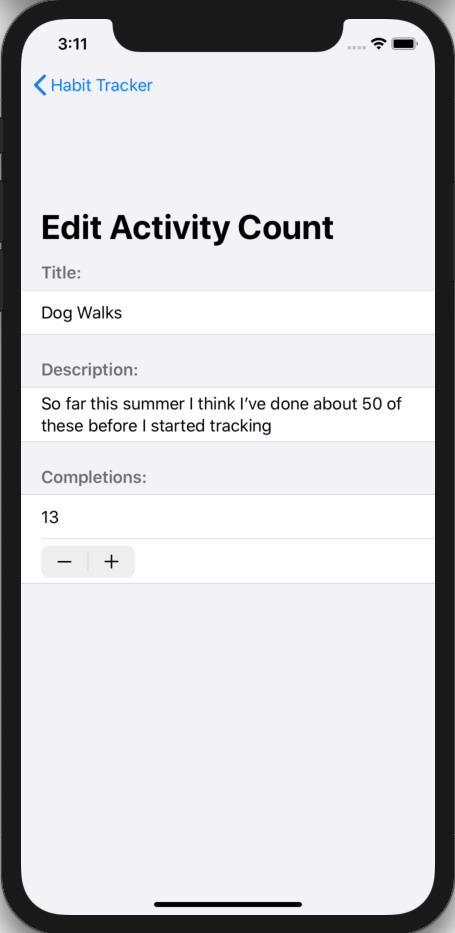 3:11
Habit Tracker
Edit Activity Count
Title:
Dog Walks
Description:
So far this summer I think I’ve done about 50 of
these before I started tracking
Completions:
13